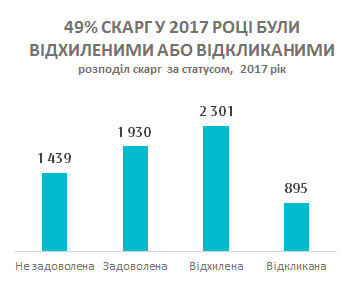 49% СКАРГ У 2017 РОЦІ БУЛИ
ВІДХИЛЕНИМИ АБО ВІДКЛИКАНИМИ
розподіл скарг за статусом, 2017 рік
2 301
1 930
1 439
895
Не задоволена Задоволена Відхилена Відкликана